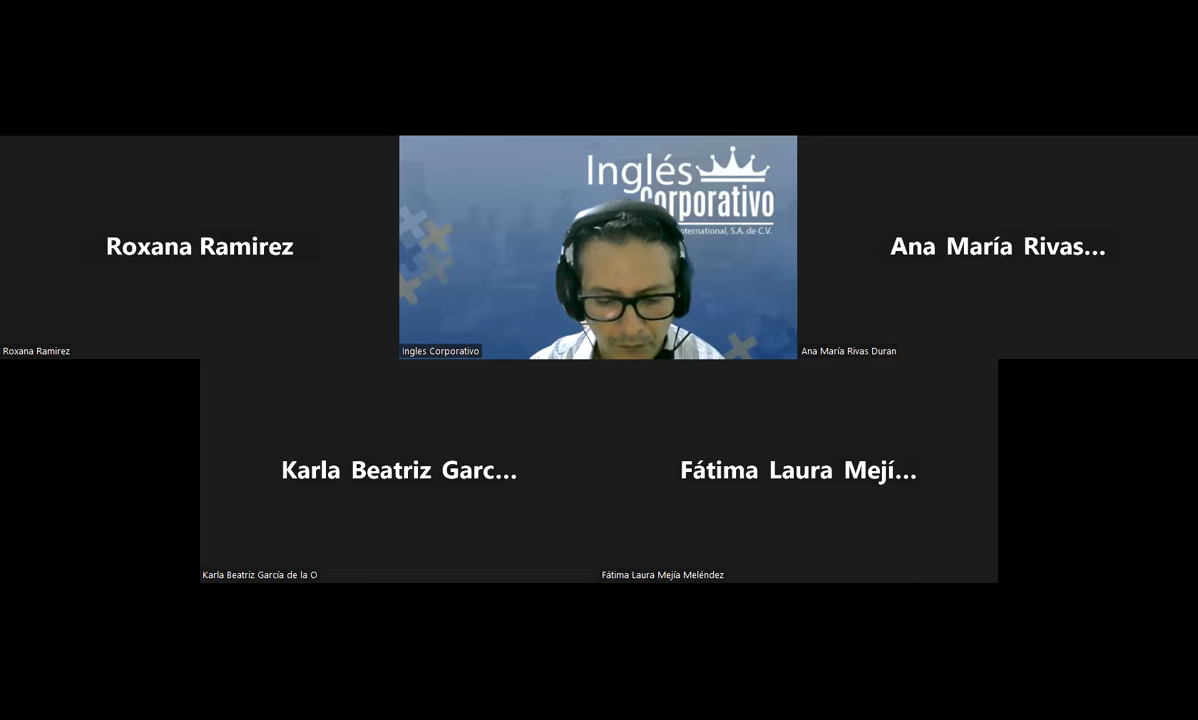 Roxana Ramirez
Roxana Ramirez
Inglés
Corporativo
International, S.A. de C.V.
Ingles Corporativo
Ana María Rivas...
Ana María Rivas Duran
Karla Beatriz Garc...
Karla Beatriz García de la O
Fátima Laura Mejí...
Fátima Laura Mejía Meléndez